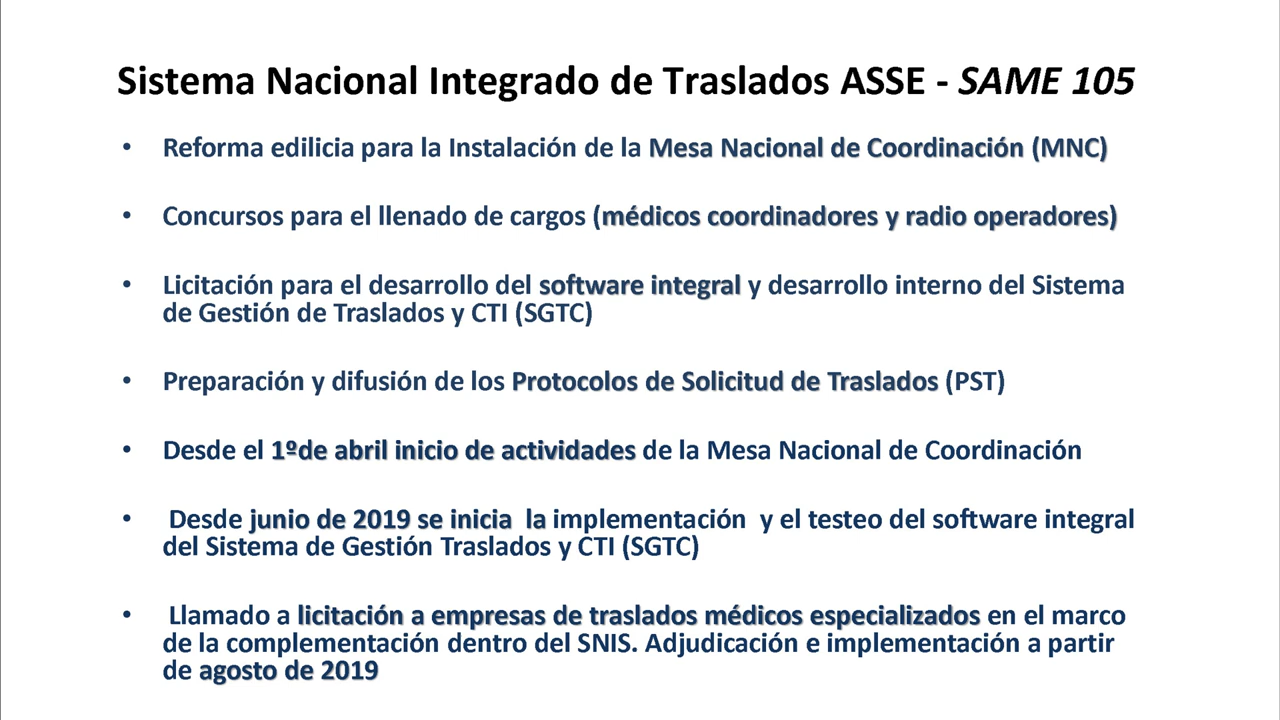 Sistema Nacional Integrado de Traslados ASSE - SAME 105
• Reforma edilicia para la Instalación de la Mesa Nacional de Coordinación (MNC)
• Concursos para el llenado de cargos (médicos coordinadores y radio operadores)
• Licitación para el desarrollo del software integral y desarrollo interno del Sistema
de Gestión de Traslados y CTI (SGTC)
• Preparación y difusión de los Protocolos de Solicitud de Traslados (PST)
• Desde el 1ºde abril inicio de actividades de la Mesa Nacional de Coordinación
• Desde junio de 2019 se inicia la implementación y el testeo del software integral
del Sistema de Gestión Traslados y CTI (SGTC)
• Llamado a licitación a empresas de traslados médicos especializados en el marco
de la complementación dentro del SNIS. Adjudicación e implementación a partir
de agosto de 2019